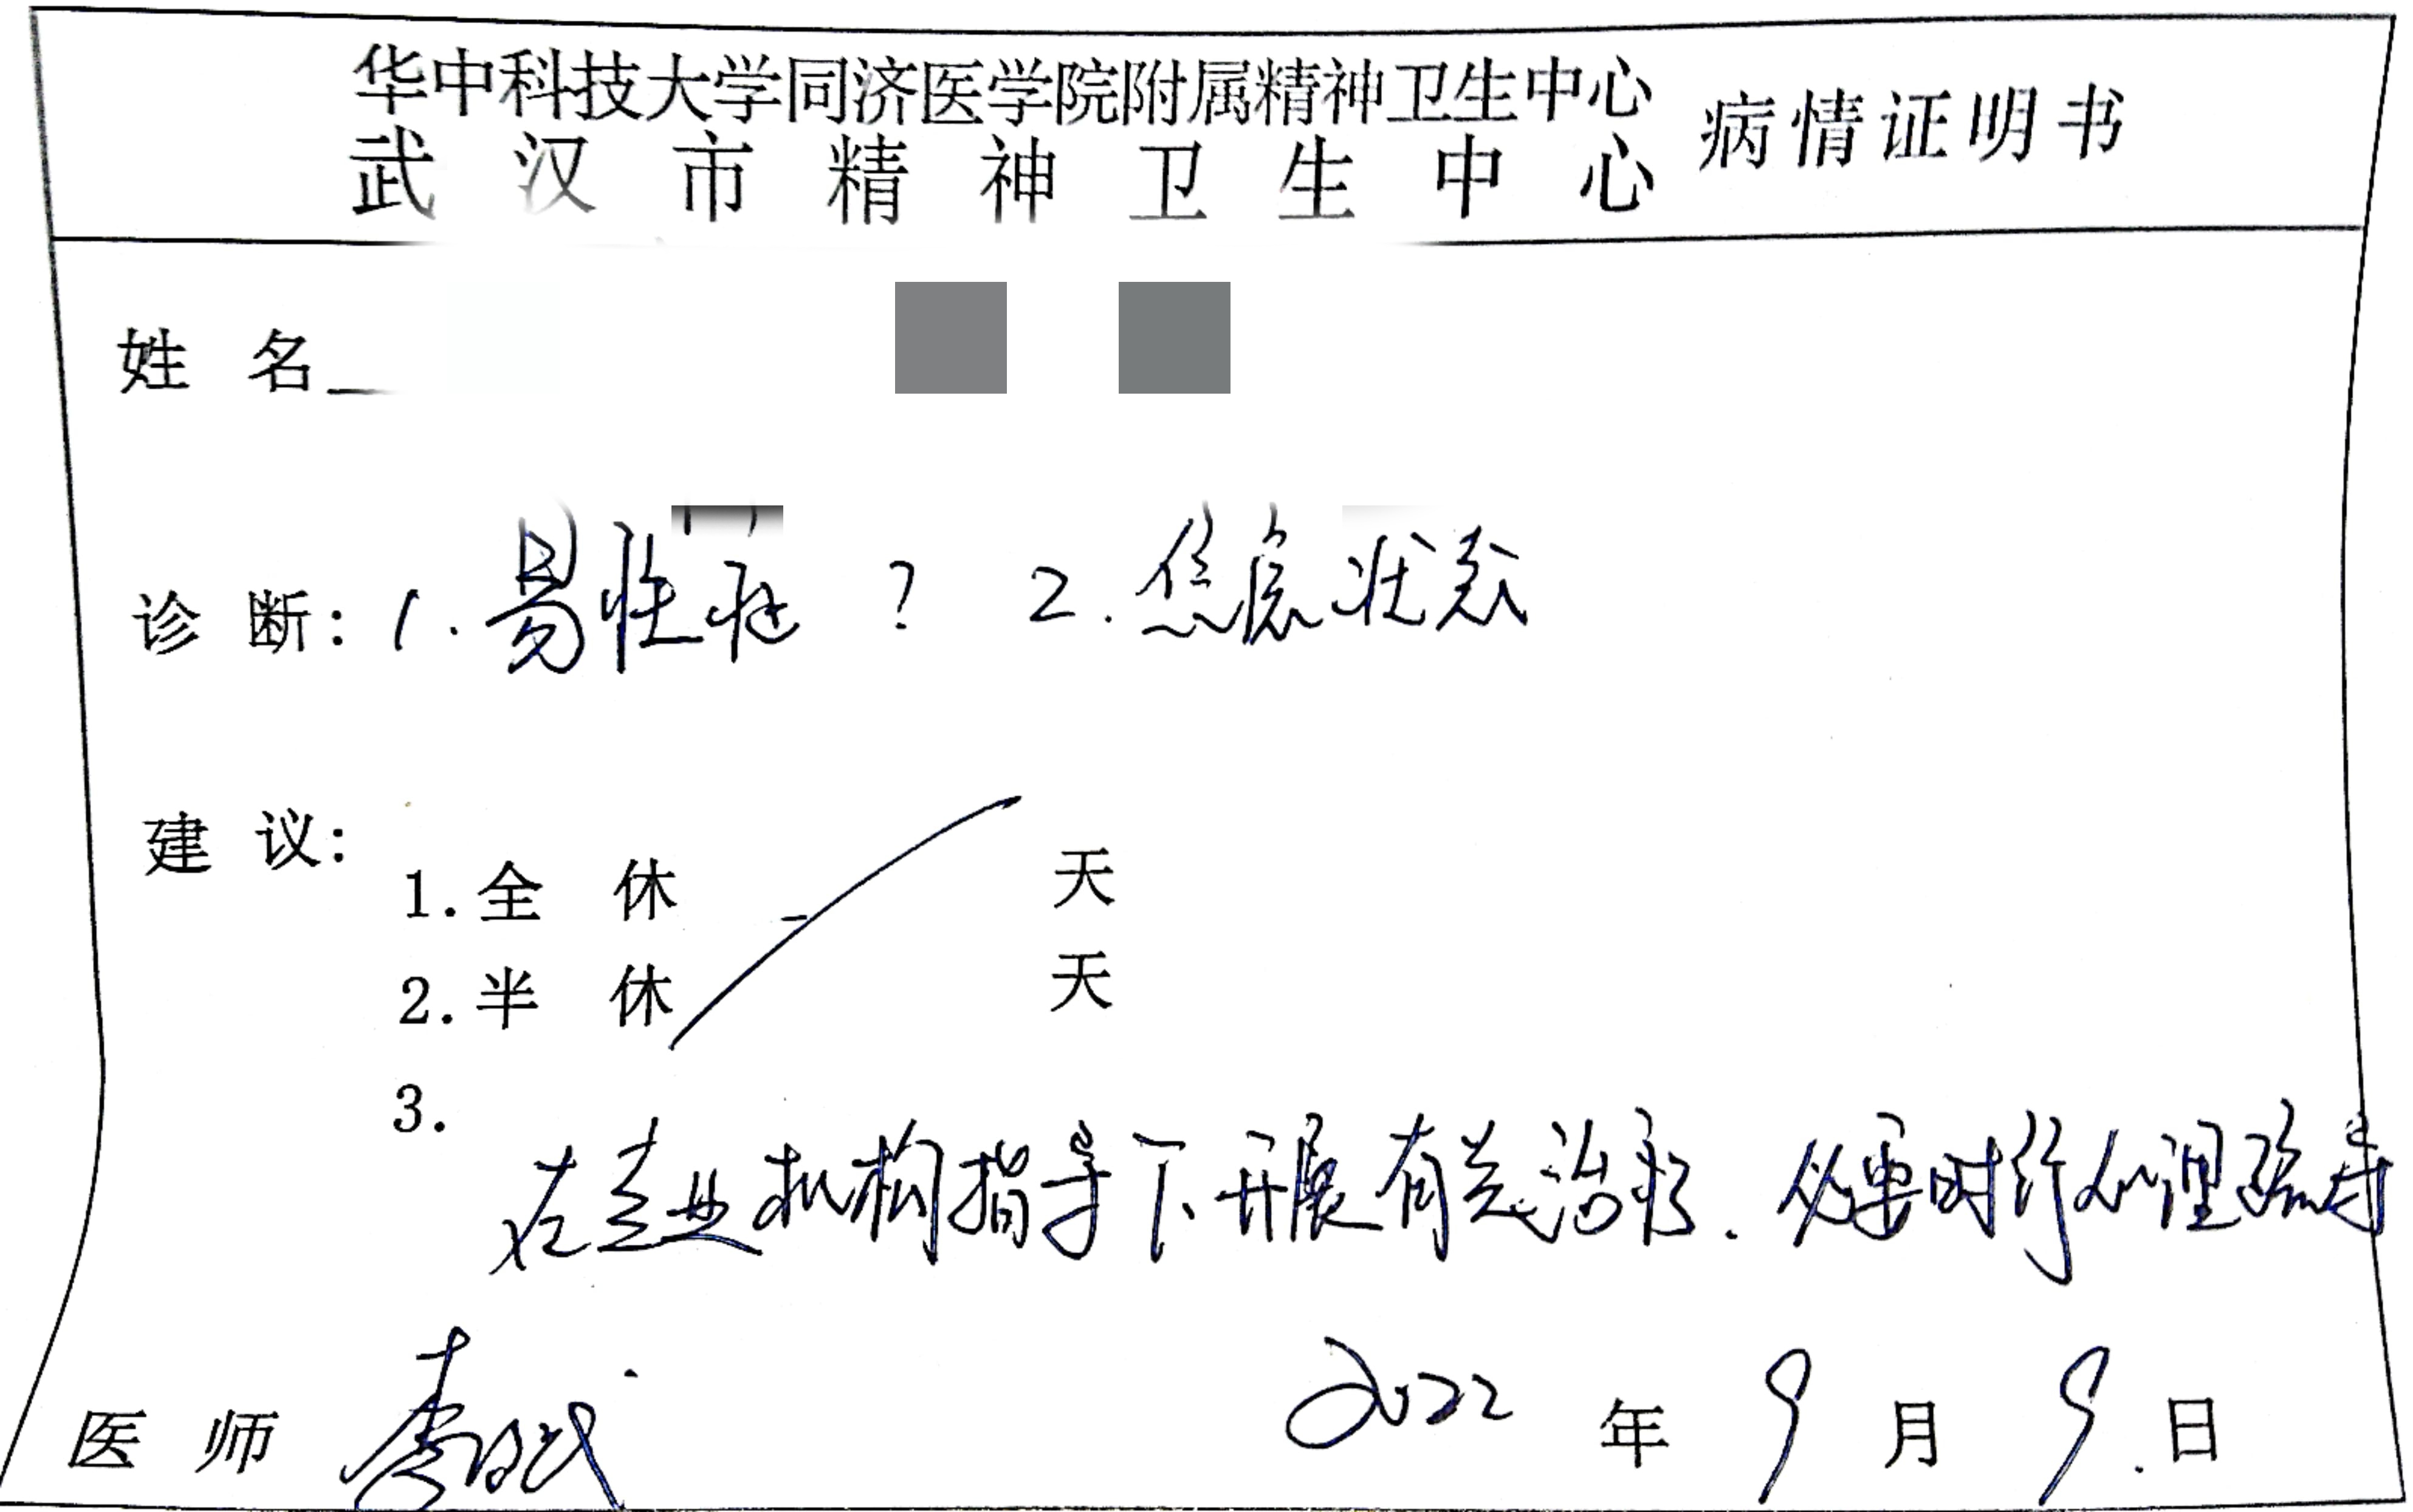 华中科技大学同济医学院附属精神卫生中心
武汉市精神卫生中心 病情证明书
姓 名
诊 断: 1. 易性症 ? 2. 焦虑状态
建 议:
1. 全 休 天
2. 半 休 天
3.
在专业机构指导下开展有关治疗. 必要时行心理疏导
医 师 李
2022 年 9 月 9 日